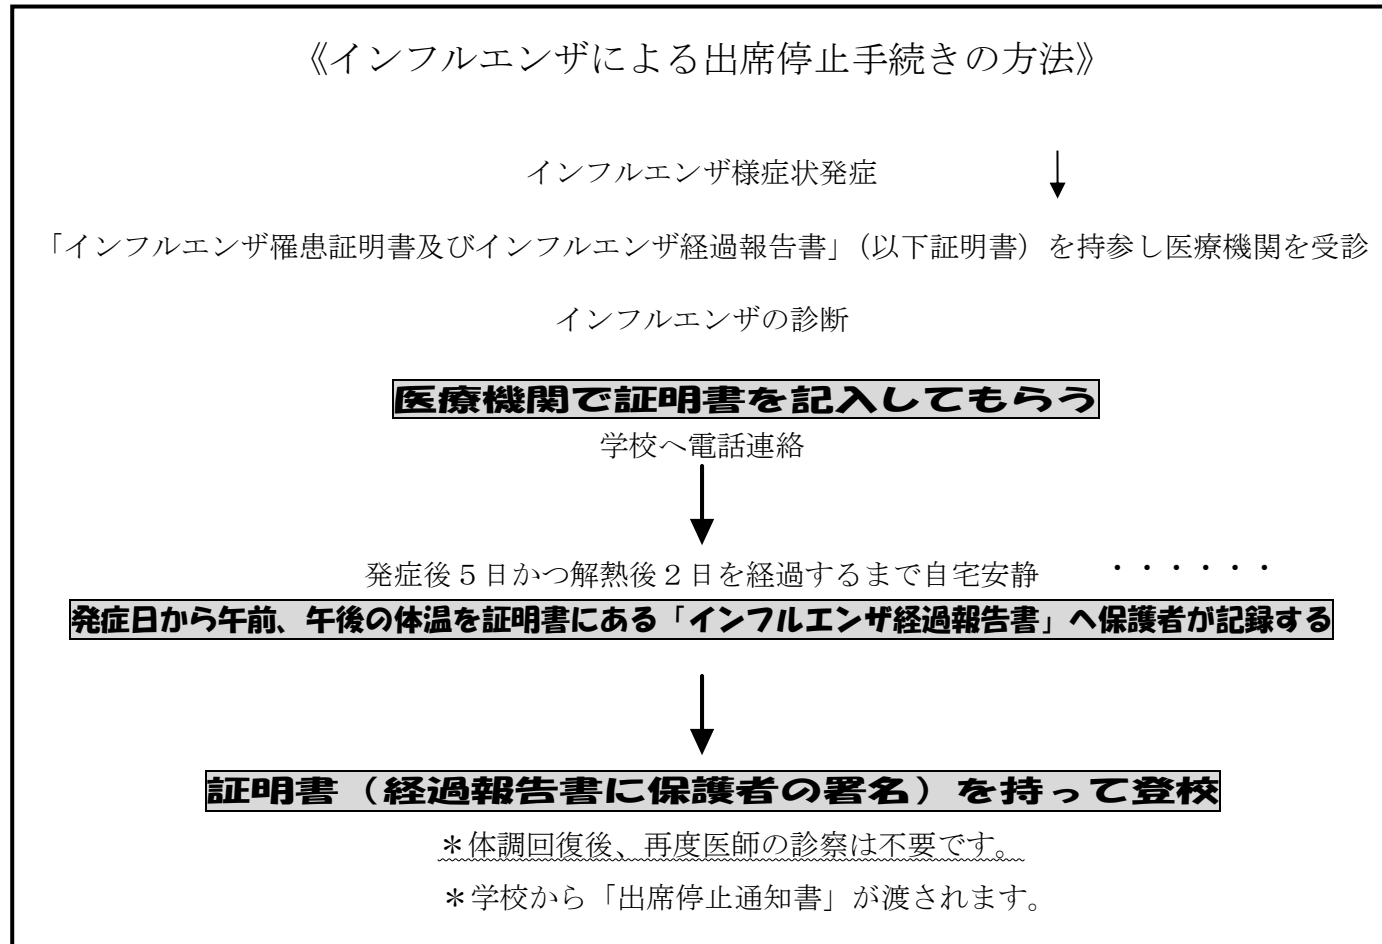 《インフルエンザによる出席停止手続きの方法》
インフルエンザ様症状発症
「インフルエンザ罹患証明書及びインフルエンザ経過報告書」（以下証明書）を持参し医療機関を受診
インフルエンザの診断
医療機関で証明書を記入してもらう
学校へ電話連絡
発症後５日かつ解熱後２日を経過するまで自宅安静　　・・・・・・
発症日から午前、午後の体温を証明書にある「インフルエンザ経過報告書」へ保護者が記録する
証明書（経過報告書に保護者の署名）を持って登校
＊体調回復後、再度医師の診察は不要です。
＊学校から「出席停止通知書」が渡されます。